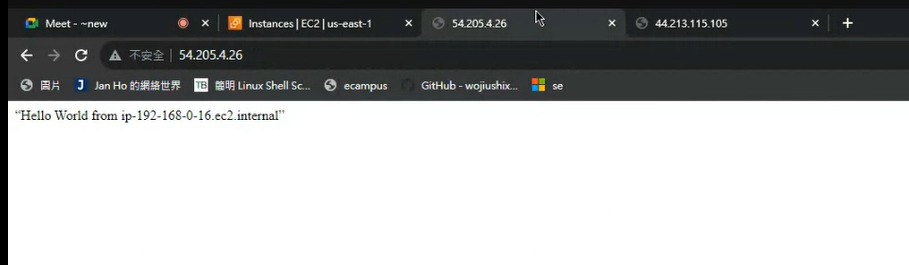 Meet - ~new
Instances | EC2 | us-east-1
54.205.4.26
44.213.115.105
不安全 | 54.205.4.26
圖片
Jan Ho 的網絡世界
TB 簡明 Linux Shell Sc...
ecampus
GitHub - wojiushix...
se
“Hello World from ip-192-168-0-16.ec2.internal”